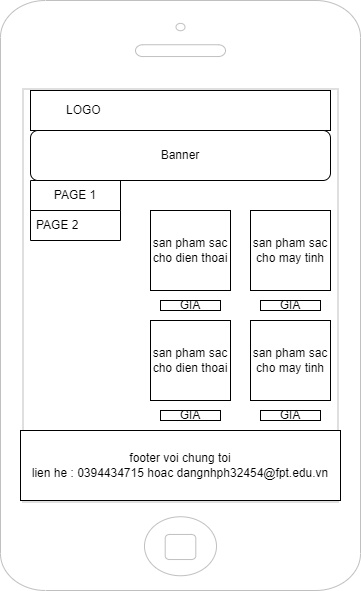 LOGO
Banner
PAGE 1
PAGE 2
san pham sac
cho dien thoai
san pham sac
cho may tinh
GIA
GIA
san pham sac
cho dien thoai
san pham sac
cho may tinh
GIA
GIA
footer voi chung toi
lien he : 0394434715 hoac dangnhph32454@fpt.edu.vn